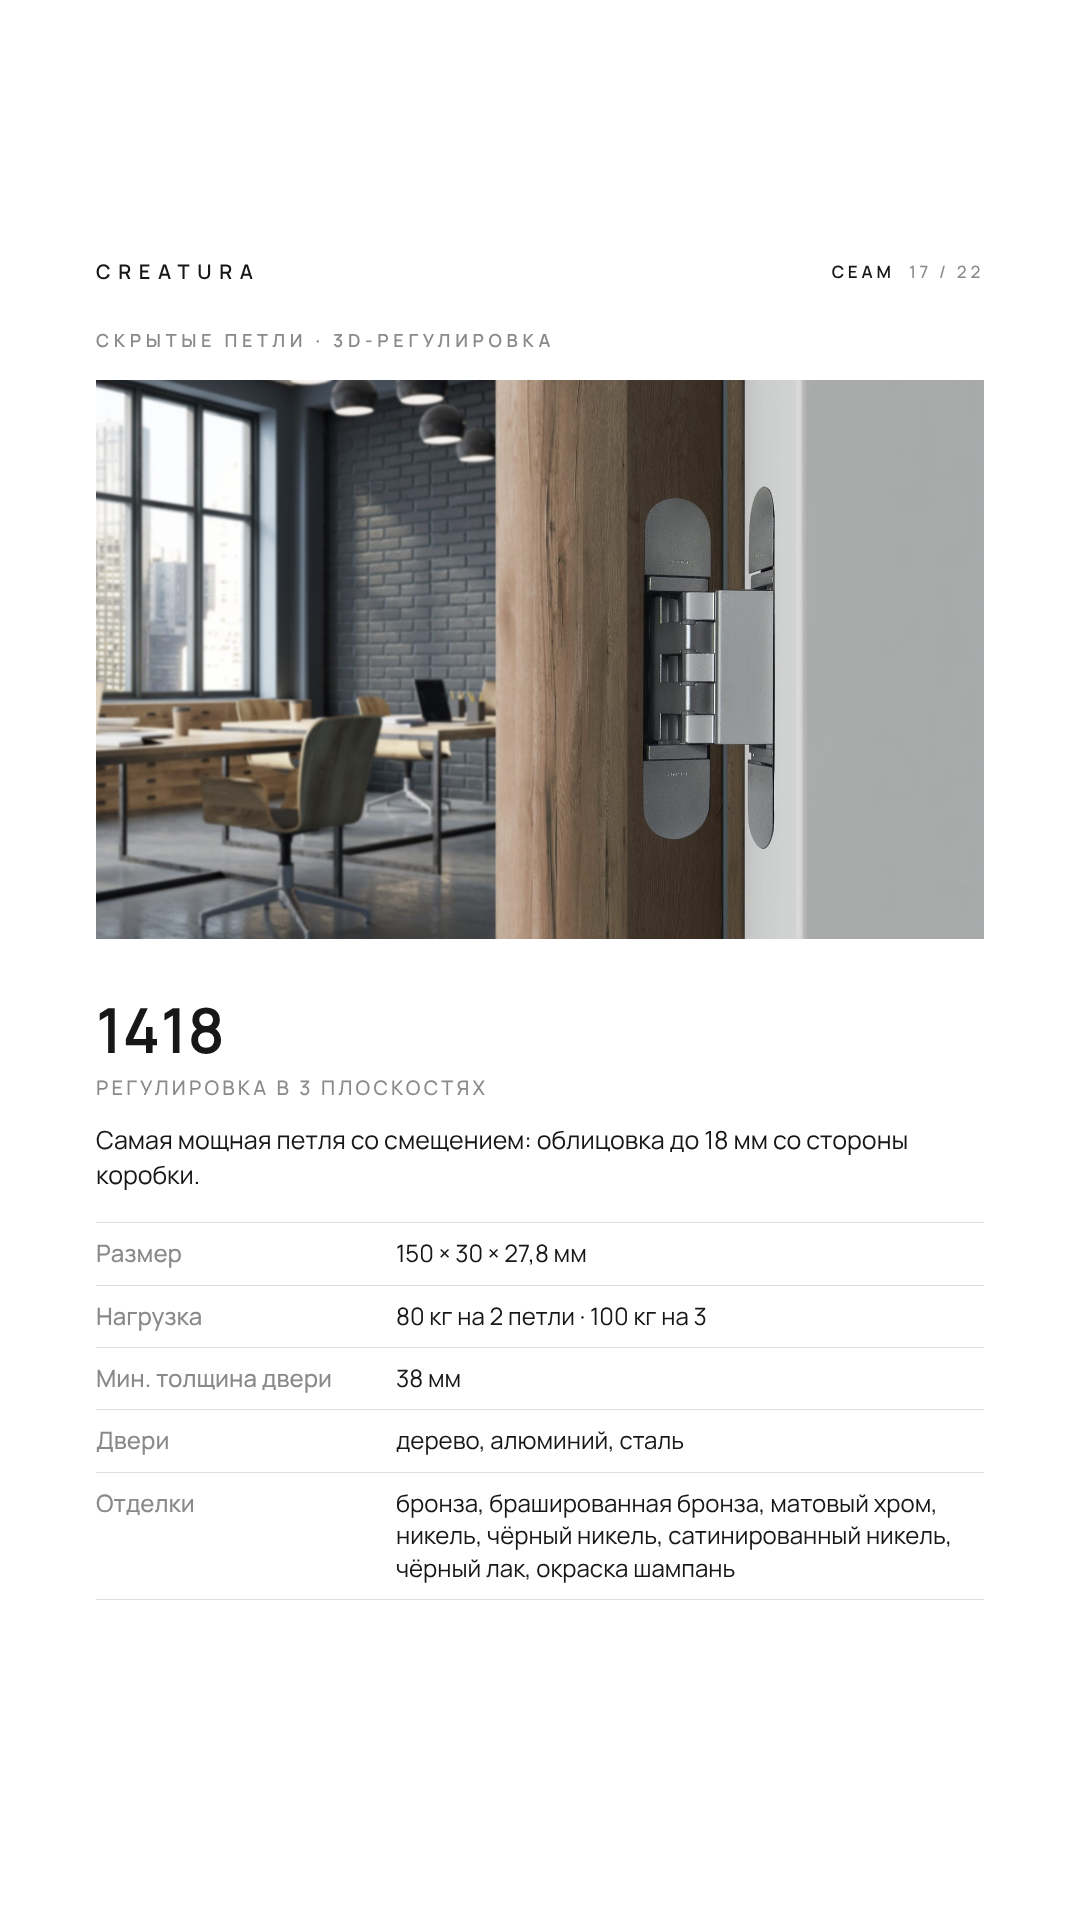 CREATURA
CEAM 17 / 22
СКРЫТЫЕ ПЕТЛИ · 3D-РЕГУЛИРОВКА
1418
РЕГУЛИРОВКА В 3 ПЛОСКОСТЯХ
Самая мощная петля со смещением: облицовка до 18 мм со стороны
коробки.
Размер 150 × 30 × 27,8 мм
Нагрузка 80 кг на 2 петли · 100 кг на 3
Мин. толщина двери 38 мм
Двери дерево, алюминий, сталь
Отделки бронза, брашированная бронза, матовый хром,
никель, чёрный никель, сатинированный никель,
чёрный лак, окраска шампань